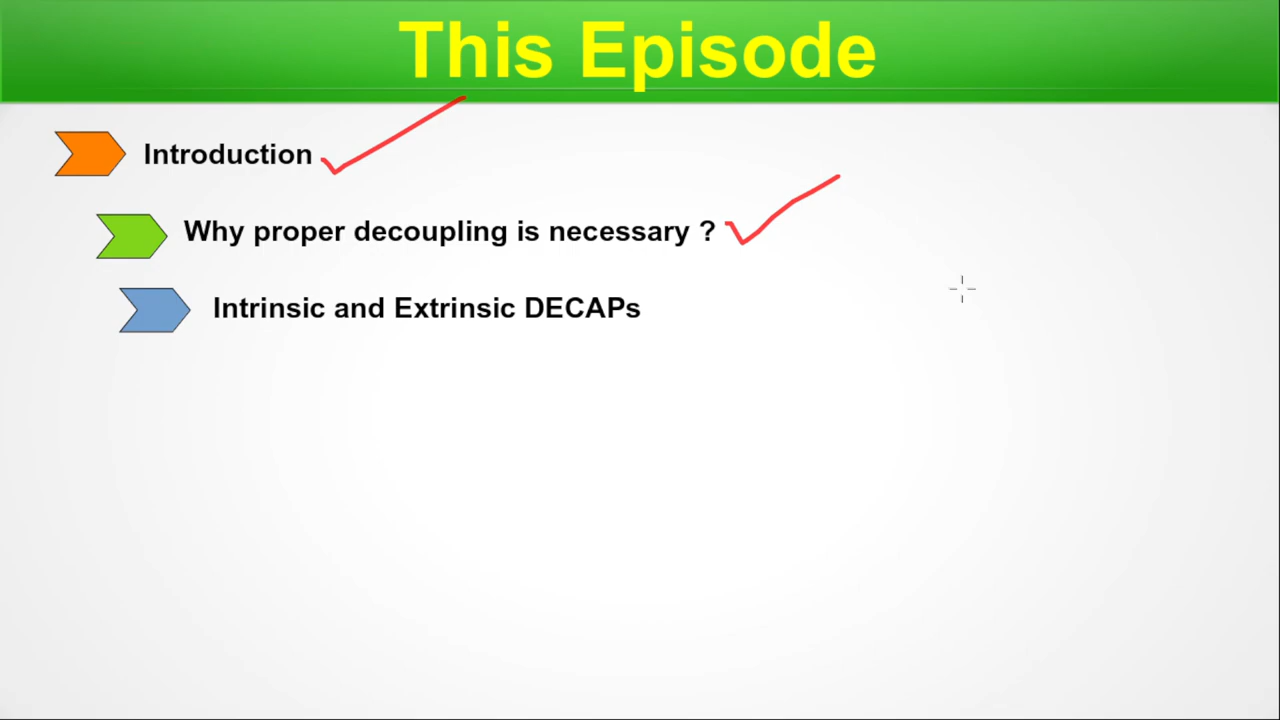 This Episode
Introduction
Why proper decoupling is necessary ?
Intrinsic and Extrinsic DECAPs